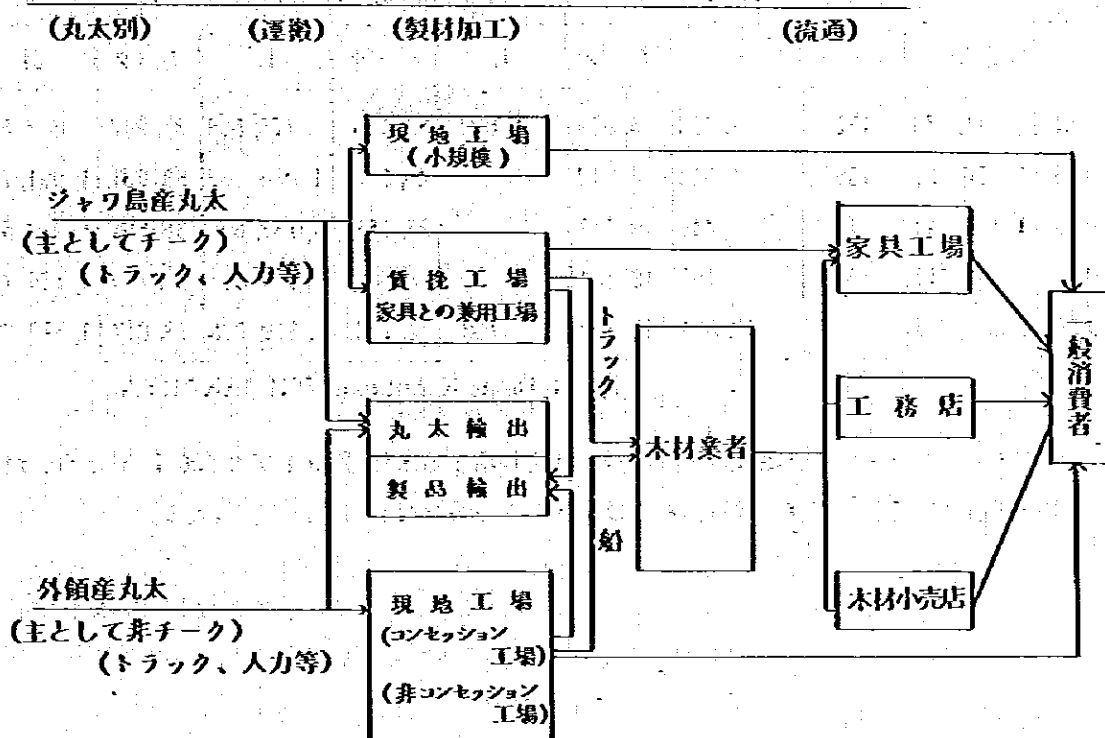 (丸太別)
(運搬)
(製材加工)
(流通)
現地工場
(小規模)
ジャワ島産丸太
(主としてチーク)
(トラック、人力等)
賃挽工場
家具との兼用工場
トラック
丸太輸出
製品輸出
船
木材業者
家具工場
工務店
木材小売店
一般消費者
外領産丸太
(主として非チーク)
(トラック、人力等)
現地工場
(コンセッション
工場)
(非コンセッション
工場)